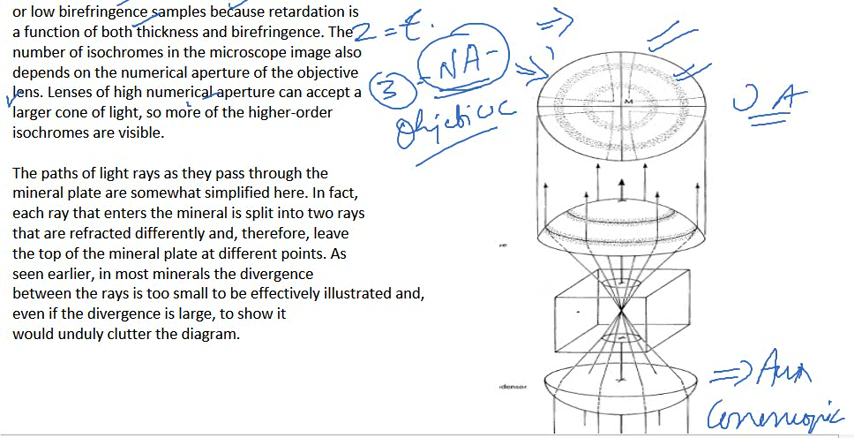 or low birefringence samples because retardation is
a function of both thickness and birefringence. The
number of isochromes in the microscope image also
depends on the numerical aperture of the objective
lens. Lenses of high numerical aperture can accept a
larger cone of light, so more of the higher-order
isochromes are visible.
The paths of light rays as they pass through the
mineral plate are somewhat simplified here. In fact,
each ray that enters the mineral is split into two rays
that are refracted differently and, therefore, leave
the top of the mineral plate at different points. As
seen earlier, in most minerals the divergence
between the rays is too small to be effectively illustrated and,
even if the divergence is large, to show it
would unduly clutter the diagram.
2 = t.
3 - NA -
Objective
M
A
denser
⇒ Aux